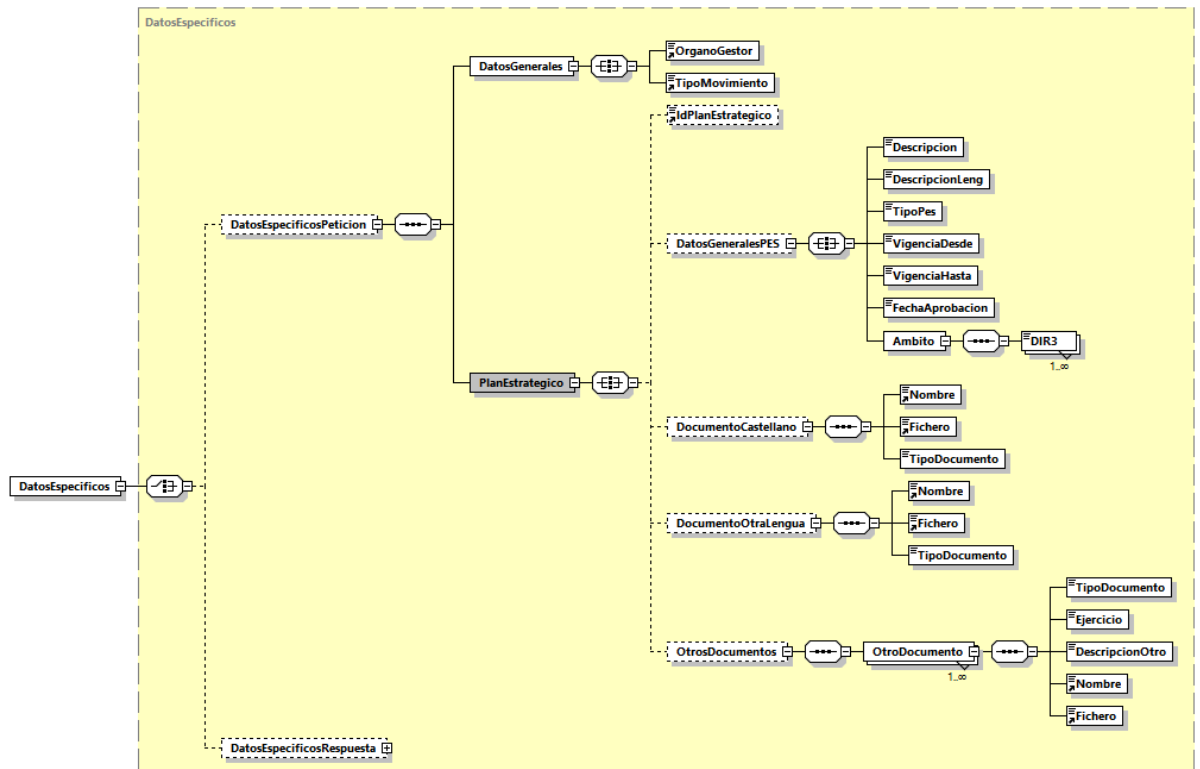 DatosEspecificos
OrganoGestor
DatosGenerales
TipoMovimiento
IdPlanEstrategico
Descripcion
DescripcionLeng
TipoPes
DatosEspecificosPeticion
DatosGeneralesPES
VigenciaDesde
VigenciaHasta
FechaAprobacion
Ambito
DIR3
1..∞
PlanEstrategico
Nombre
DocumentoCastellano
Fichero
TipoDocumento
DatosEspecificos
Nombre
DocumentoOtraLengua
Fichero
TipoDocumento
TipoDocumento
Ejercicio
OtrosDocumentos
OtroDocumento
1..∞
DescripcionOtro
Nombre
Fichero
DatosEspecificosRespuesta